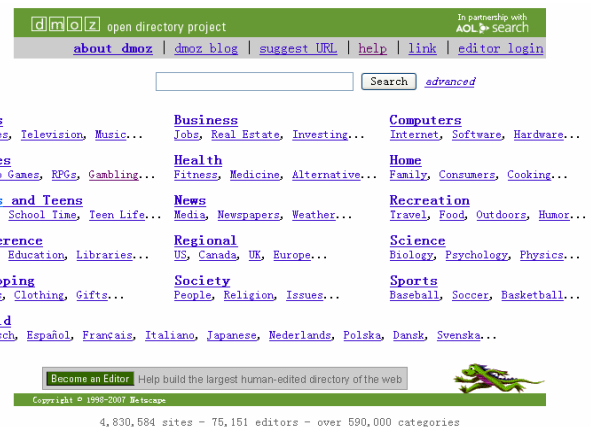 dmoz open directory project
In partnership with
AOL Search
about dmoz | dmoz blog | suggest URL | help | link | editor login
Search advanced
Business Computers
Television, Music... Jobs, Real Estate, Investing... Internet, Software, Hardware...
Health Home
Games, RPGs, Gambling... Fitness, Medicine, Alternative... Family, Consumers, Cooking...
and Teens News Recreation
School Time, Teen Life... Media, Newspapers, Weather... Travel, Food, Outdoors, Humor...
Regional Science
Education, Libraries... US, Canada, UK, Europe... Biology, Psychology, Physics...
Society Sports
Clothing, Gifts... People, Religion, Issues... Baseball, Soccer, Basketball...
Español, Français, Italiano, Japanese, Nederlands, Polska, Dansk, Svenska...
Become an Editor Help build the largest human-edited directory of the web
Copyright © 1998-2007 Netscape
4,830,584 sites - 75,151 editors - over 590,000 categories